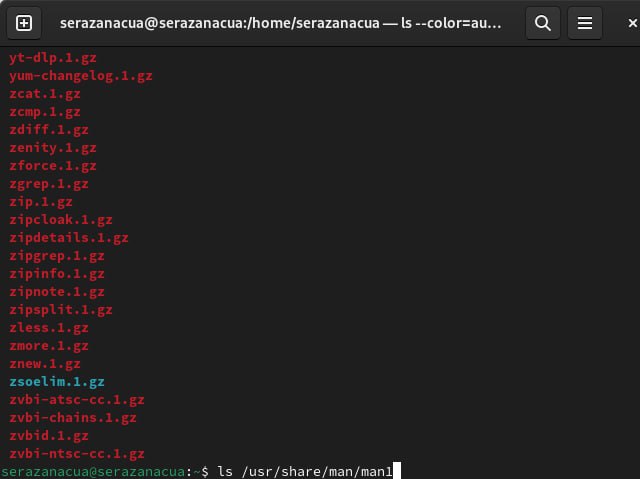 serazanacua@serazanacua:/home/serazanacua — ls --color=au...
yt-dlp.1.gz
yum-changelog.1.gz
zcat.1.gz
zcmp.1.gz
zdiff.1.gz
zenity.1.gz
zforce.1.gz
zgrep.1.gz
zip.1.gz
zipcloak.1.gz
zipdetails.1.gz
zipgrep.1.gz
zipinfo.1.gz
zipnote.1.gz
zipsplit.1.gz
zless.1.gz
zmore.1.gz
znew.1.gz
zsoelim.1.gz
zvbi-atsc-cc.1.gz
zvbi-chains.1.gz
zvbid.1.gz
zvbi-ntsc-cc.1.gz
serazanacua@serazanacua:~$ ls /usr/share/man/man1